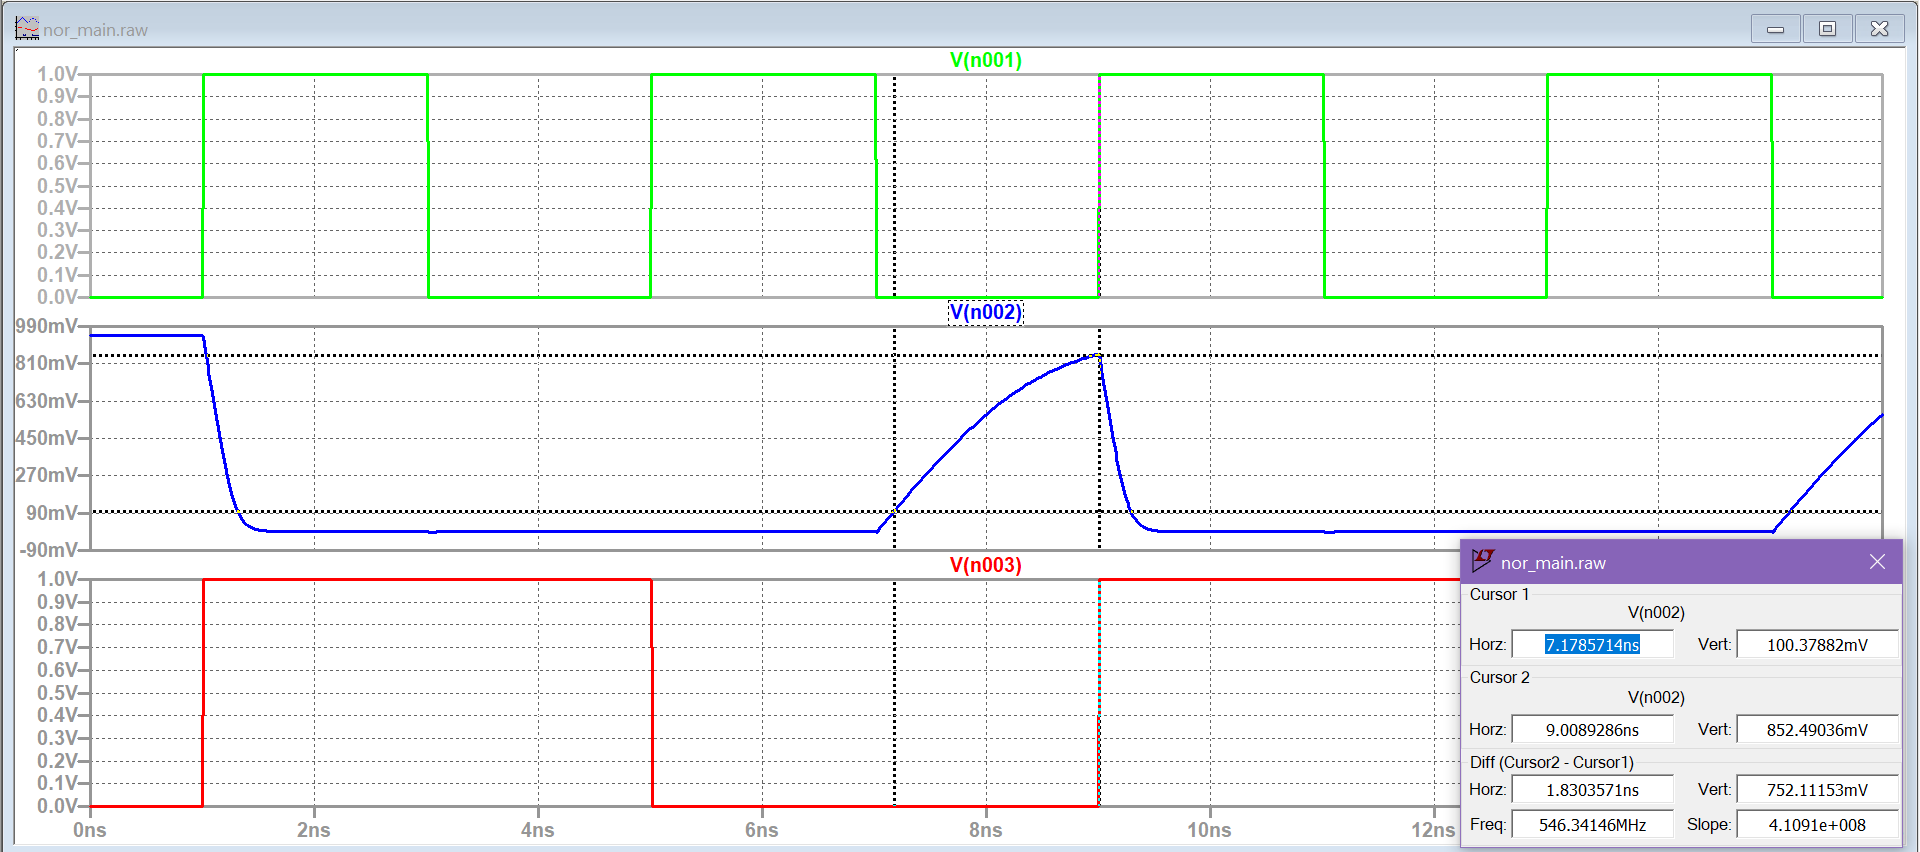 nor_main.raw
V(n001)
1.0V
0.9V
0.8V
0.7V
0.6V
0.5V
0.4V
0.3V
0.2V
0.1V
0.0V
V(n002)
990mV
810mV
630mV
450mV
270mV
90mV
-90mV
V(n003)
1.0V
0.9V
0.8V
0.7V
0.6V
0.5V
0.4V
0.3V
0.2V
0.1V
0.0V
0ns 2ns 4ns 6ns 8ns 10ns 12ns
nor_main.raw
Cursor 1
V(n002)
Horz: 7.1785714ns Vert: 100.37882mV
Cursor 2
V(n002)
Horz: 9.0089286ns Vert: 852.49036mV
Diff (Cursor2 - Cursor1)
Horz: 1.8303571ns Vert: 752.11153mV
Freq: 546.34146MHz Slope: 4.1091e+008